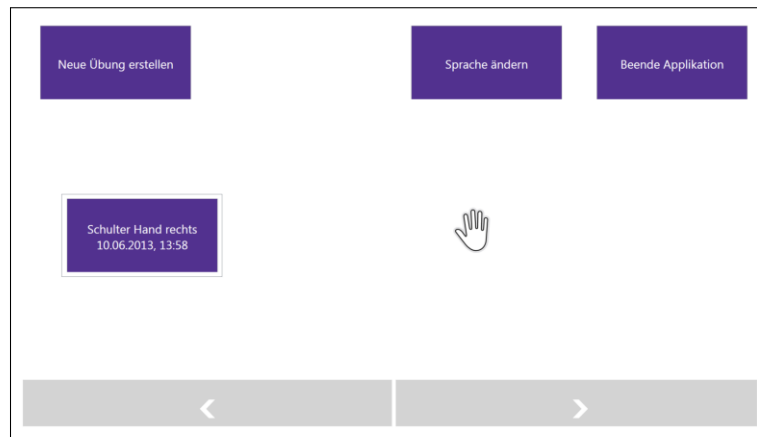 Neue Übung erstellen
Sprache ändern
Beende Applikation
Schulter Hand rechts
10.06.2013, 13:58